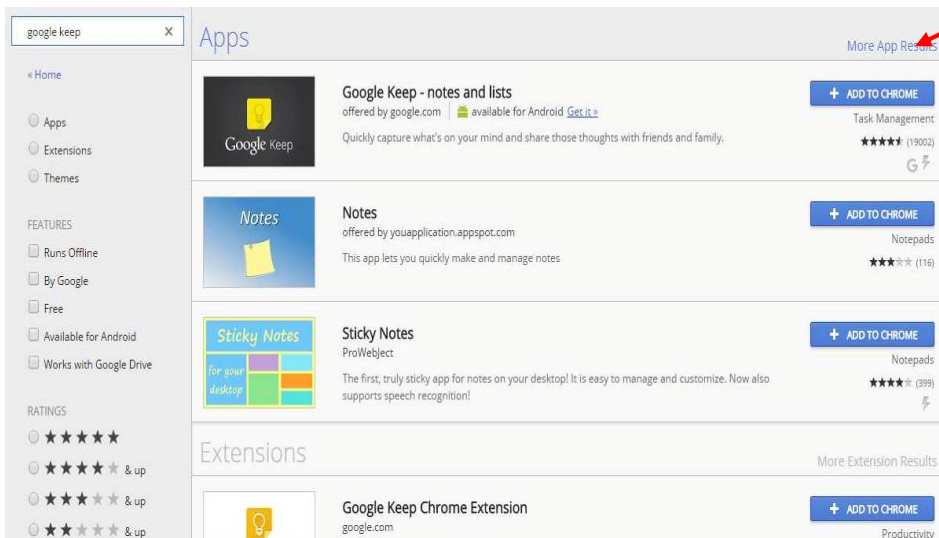 google keep
« Home
Apps
Extensions
Themes
FEATURES
Runs Offline
By Google
Free
Available for Android
Works with Google Drive
RATINGS
& up
& up
& up
Apps
More App Results
Google Keep
Google Keep - notes and lists
offered by google.com available for Android Get it »
Quickly capture what's on your mind and share those thoughts with friends and family.
+ ADD TO CHROME
Task Management
(19002)
G
Notes
Notes
offered by youapplication.appspot.com
This app lets you quickly make and manage notes
+ ADD TO CHROME
Notepads
(116)
Sticky Notes
for your
desktop
Sticky Notes
ProWebJect
The first, truly sticky app for notes on your desktop! It is easy to manage and customize. Now also
supports speech recognition!
+ ADD TO CHROME
Notepads
(399)
Extensions
More Extension Results
Google Keep Chrome Extension
google.com
+ ADD TO CHROME
Productivity